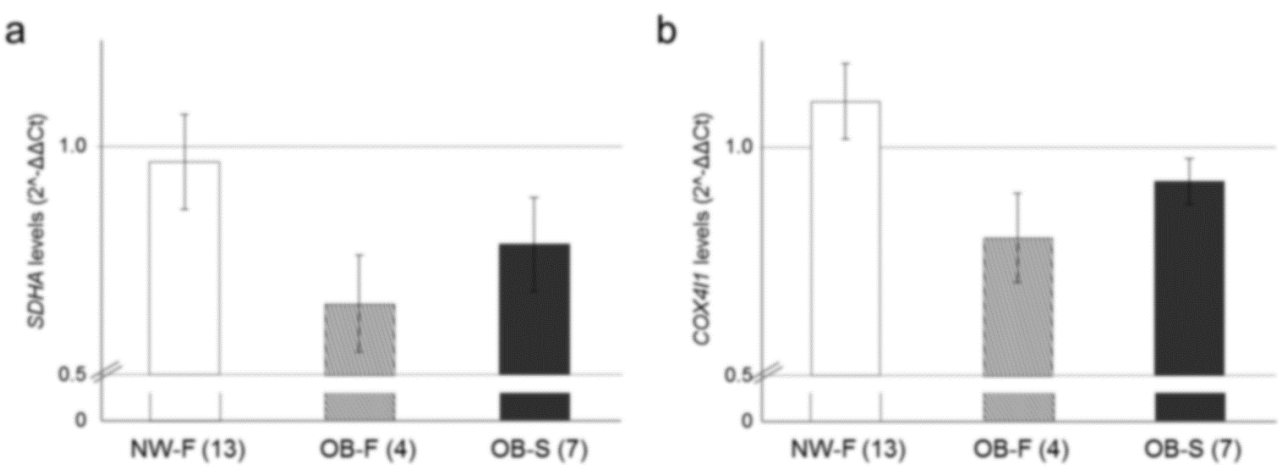 a
SDHA levels (2^-ΔΔCt)
1.0
0.5
0
NW-F (13)
OB-F (4)
OB-S (7)
b
COX4I1 levels (2^-ΔΔCt)
1.0
0.5
0
NW-F (13)
OB-F (4)
OB-S (7)